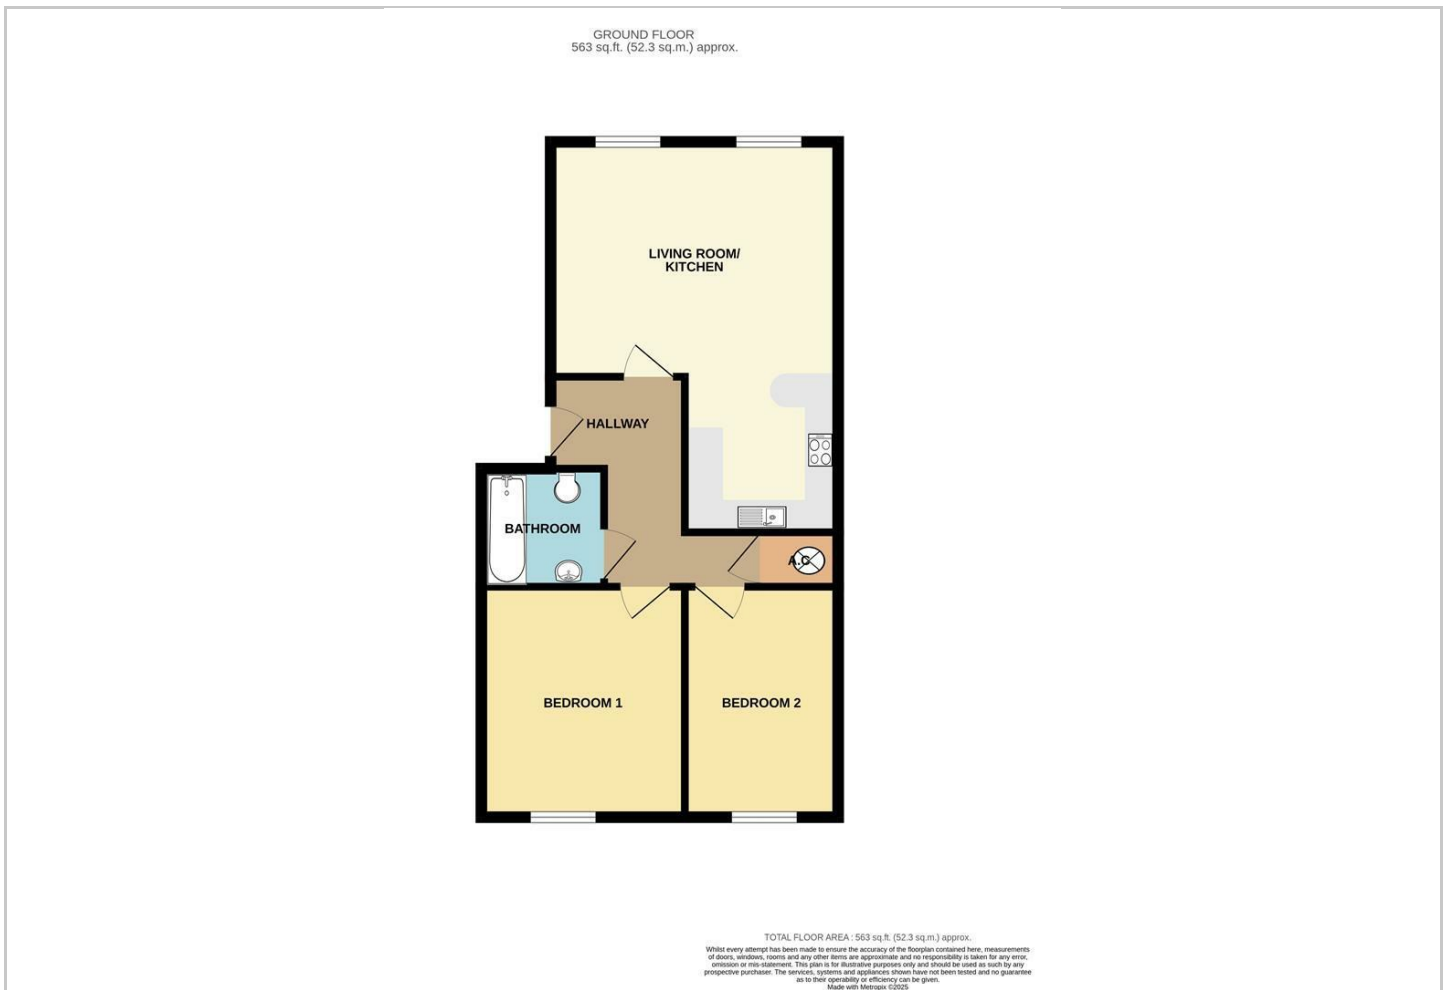 GROUND FLOOR
563 sq.ft. (52.3 sq.m.) approx.
LIVING ROOM/
KITCHEN
HALLWAY
BATHROOM
A.C
BEDROOM 1
BEDROOM 2
TOTAL FLOOR AREA : 563 sq.ft. (52.3 sq.m.) approx.
Whilst every attempt has been made to ensure the accuracy of the floorplan contained here, measurements
of doors, windows, rooms and any other items are approximate and no responsibility is taken for any error,
omission or mis-statement. This plan is for illustrative purposes only and should be used as such by any
prospective purchaser. The services, systems and appliances shown have not been tested and no guarantee
as to their operability or efficiency can be given.
Made with Metropix ©2025